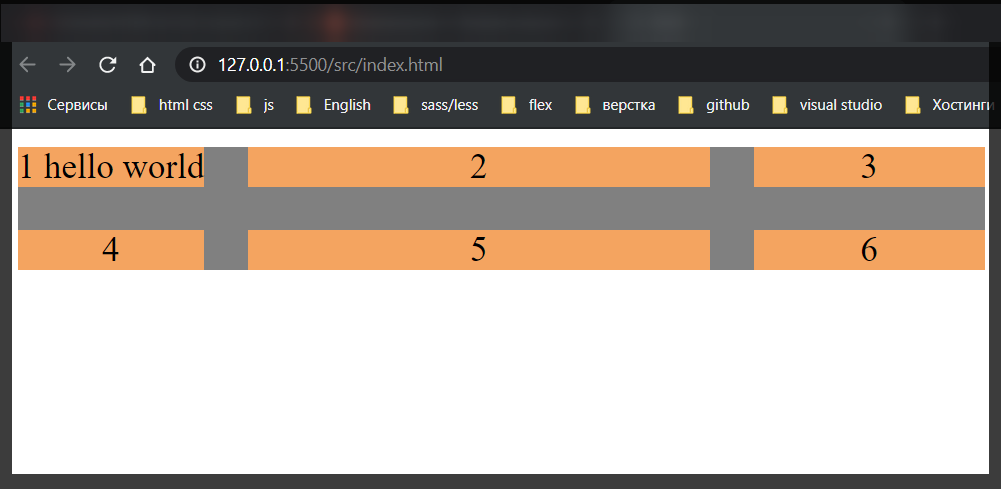 127.0.0.1:5500/src/index.html
Сервисы html css js English sass/less flex верстка github visual studio Хостинги
1 hello world 2 3
4 5 6